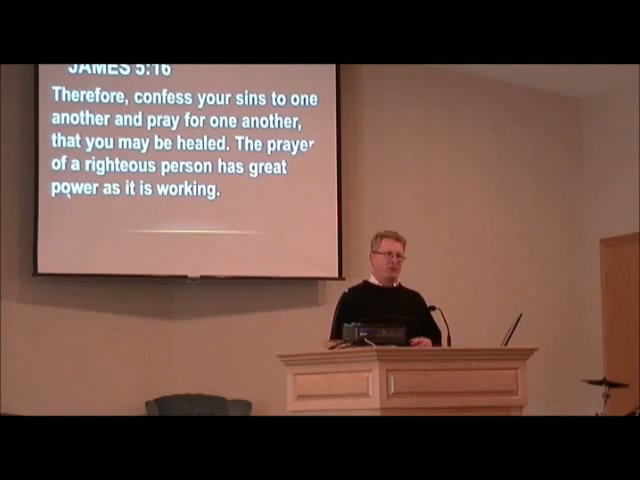 JAMES 5:16
Therefore, confess your sins to one
another and pray for one another,
that you may be healed. The prayer
of a righteous person has great
power as it is working.